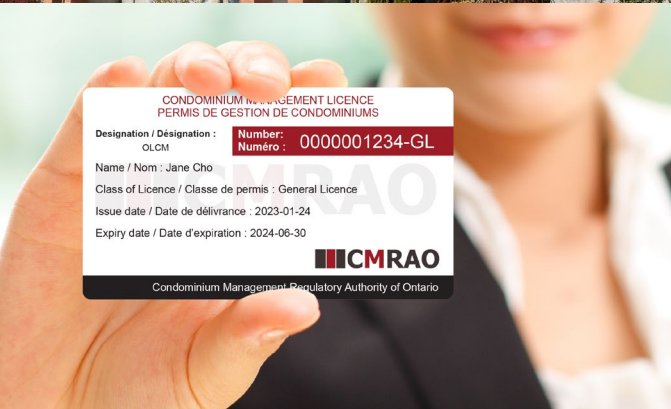 CONDOMINIUM MANAGEMENT LICENCE
PERMIS DE GESTION DE CONDOMINIUMS
Designation / Désignation :
OLCM
Number:
Numéro :
0000001234-GL
Name / Nom : Jane Cho
Class of Licence / Classe de permis : General Licence
Issue date / Date de délivrance : 2023-01-24
Expiry date / Date d'expiration : 2024-06-30
CMRAO
CMRAO
Condominium Management Regulatory Authority of Ontario